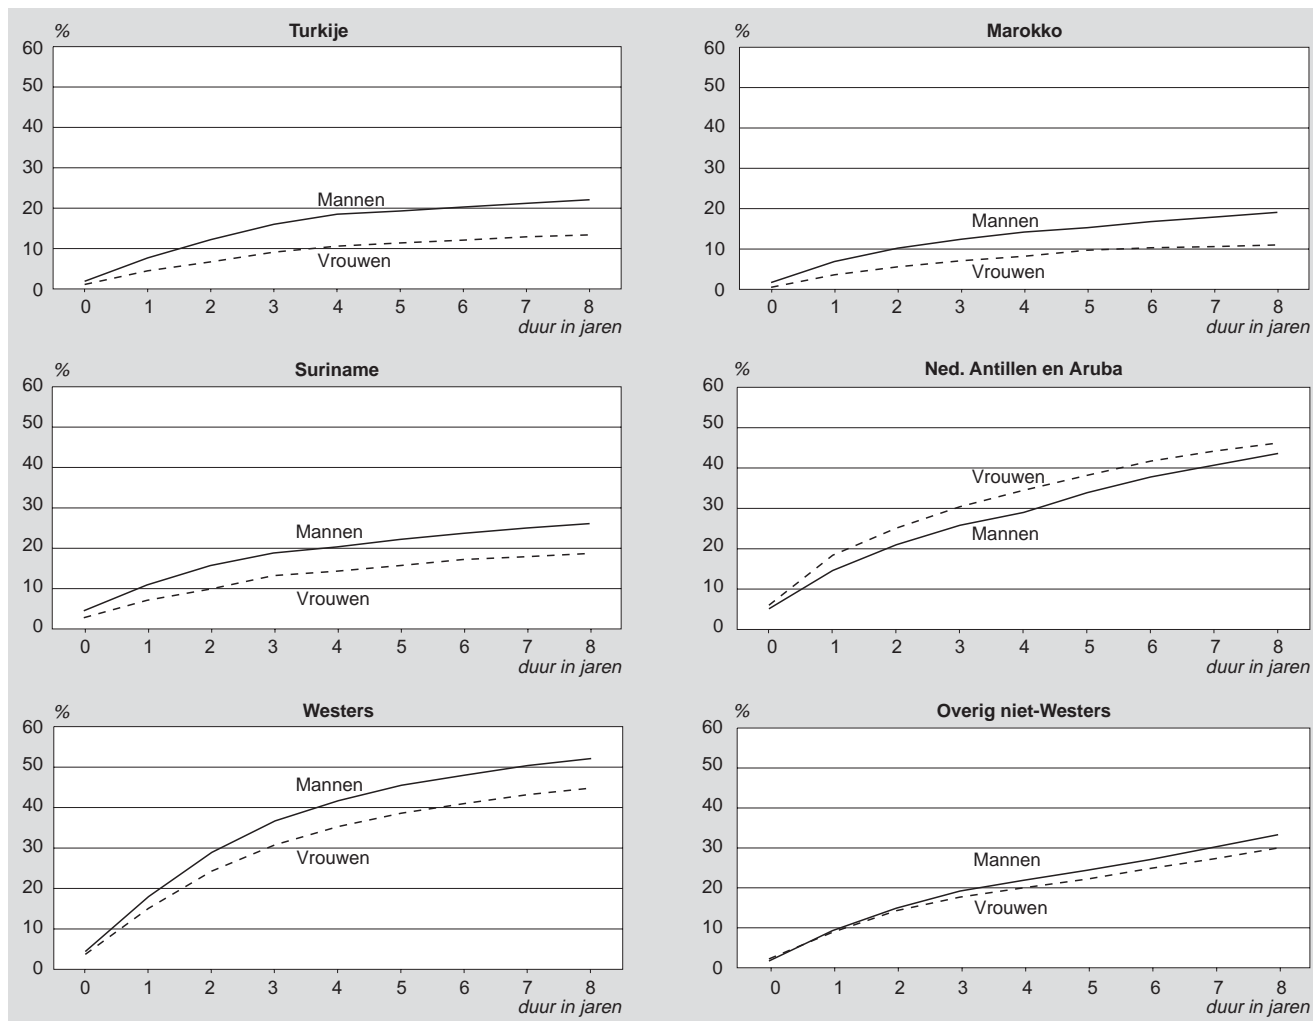 % Turkije
60
50
40
30
20
10
0
Mannen
Vrouwen
0 1 2 3 4 5 6 7 8
duur in jaren
% Marokko
60
50
40
30
20
10
0
Mannen
Vrouwen
0 1 2 3 4 5 6 7 8
duur in jaren
% Suriname
60
50
40
30
20
10
0
Mannen
Vrouwen
0 1 2 3 4 5 6 7 8
duur in jaren
% Ned. Antillen en Aruba
60
50
40
30
20
10
0
Vrouwen
Mannen
0 1 2 3 4 5 6 7 8
duur in jaren
% Westers
60
50
40
30
20
10
0
Mannen
Vrouwen
0 1 2 3 4 5 6 7 8
duur in jaren
% Overig niet-Westers
60
50
40
30
20
10
0
Mannen
Vrouwen
0 1 2 3 4 5 6 7 8
duur in jaren